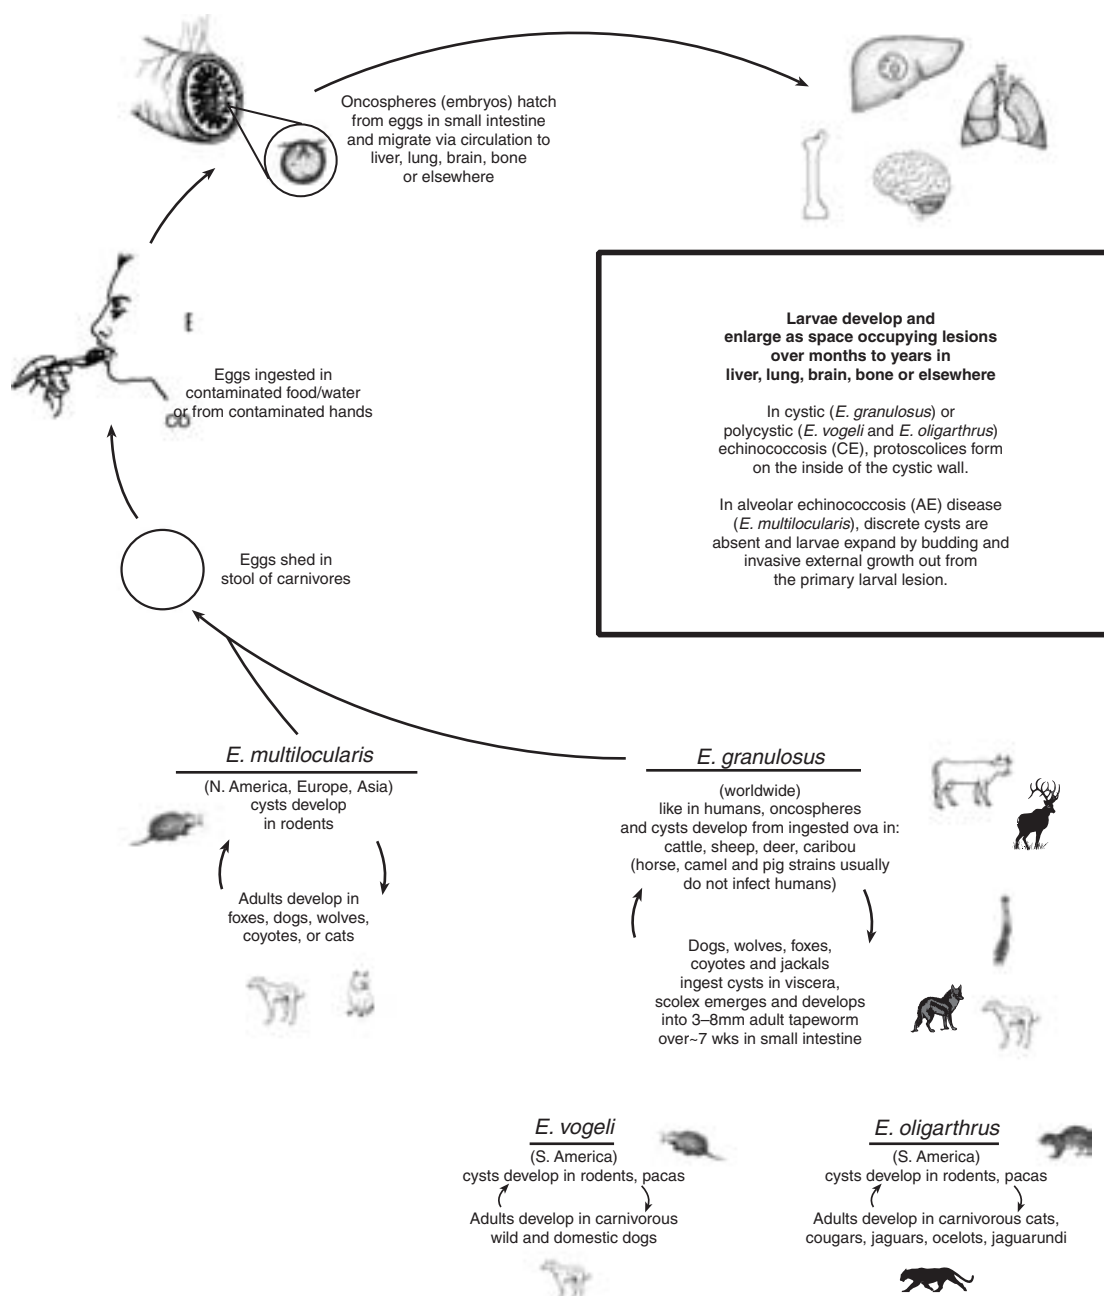 Oncospheres (embryos) hatch
from eggs in small intestine
and migrate via circulation to
liver, lung, brain, bone
or elsewhere
Eggs ingested in
contaminated food/water
or from contaminated hands
Eggs shed in
stool of carnivores
Larvae develop and
enlarge as space occupying lesions
over months to years in
liver, lung, brain, bone or elsewhere
In cystic (E. granulosus) or
polycystic (E. vogeli and E. oligarthrus)
echinococcosis (CE), protoscolices form
on the inside of the cystic wall.
In alveolar echinococcosis (AE) disease
(E. multilocularis), discrete cysts are
absent and larvae expand by budding and
invasive external growth out from
the primary larval lesion.
E. multilocularis
(N. America, Europe, Asia)
cysts develop
in rodents
Adults develop in
foxes, dogs, wolves,
coyotes, or cats
E. granulosus
(worldwide)
like in humans, oncospheres
and cysts develop from ingested ova in:
cattle, sheep, deer, caribou
(horse, camel and pig strains usually
do not infect humans)
Dogs, wolves, foxes,
coyotes and jackals
ingest cysts in viscera,
scolex emerges and develops
into 3–8mm adult tapeworm
over~7 wks in small intestine
E. vogeli
(S. America)
cysts develop in rodents, pacas
Adults develop in carnivorous
wild and domestic dogs
E. oligarthrus
(S. America)
cysts develop in rodents, pacas
Adults develop in carnivorous cats,
cougars, jaguars, ocelots, jaguarundi